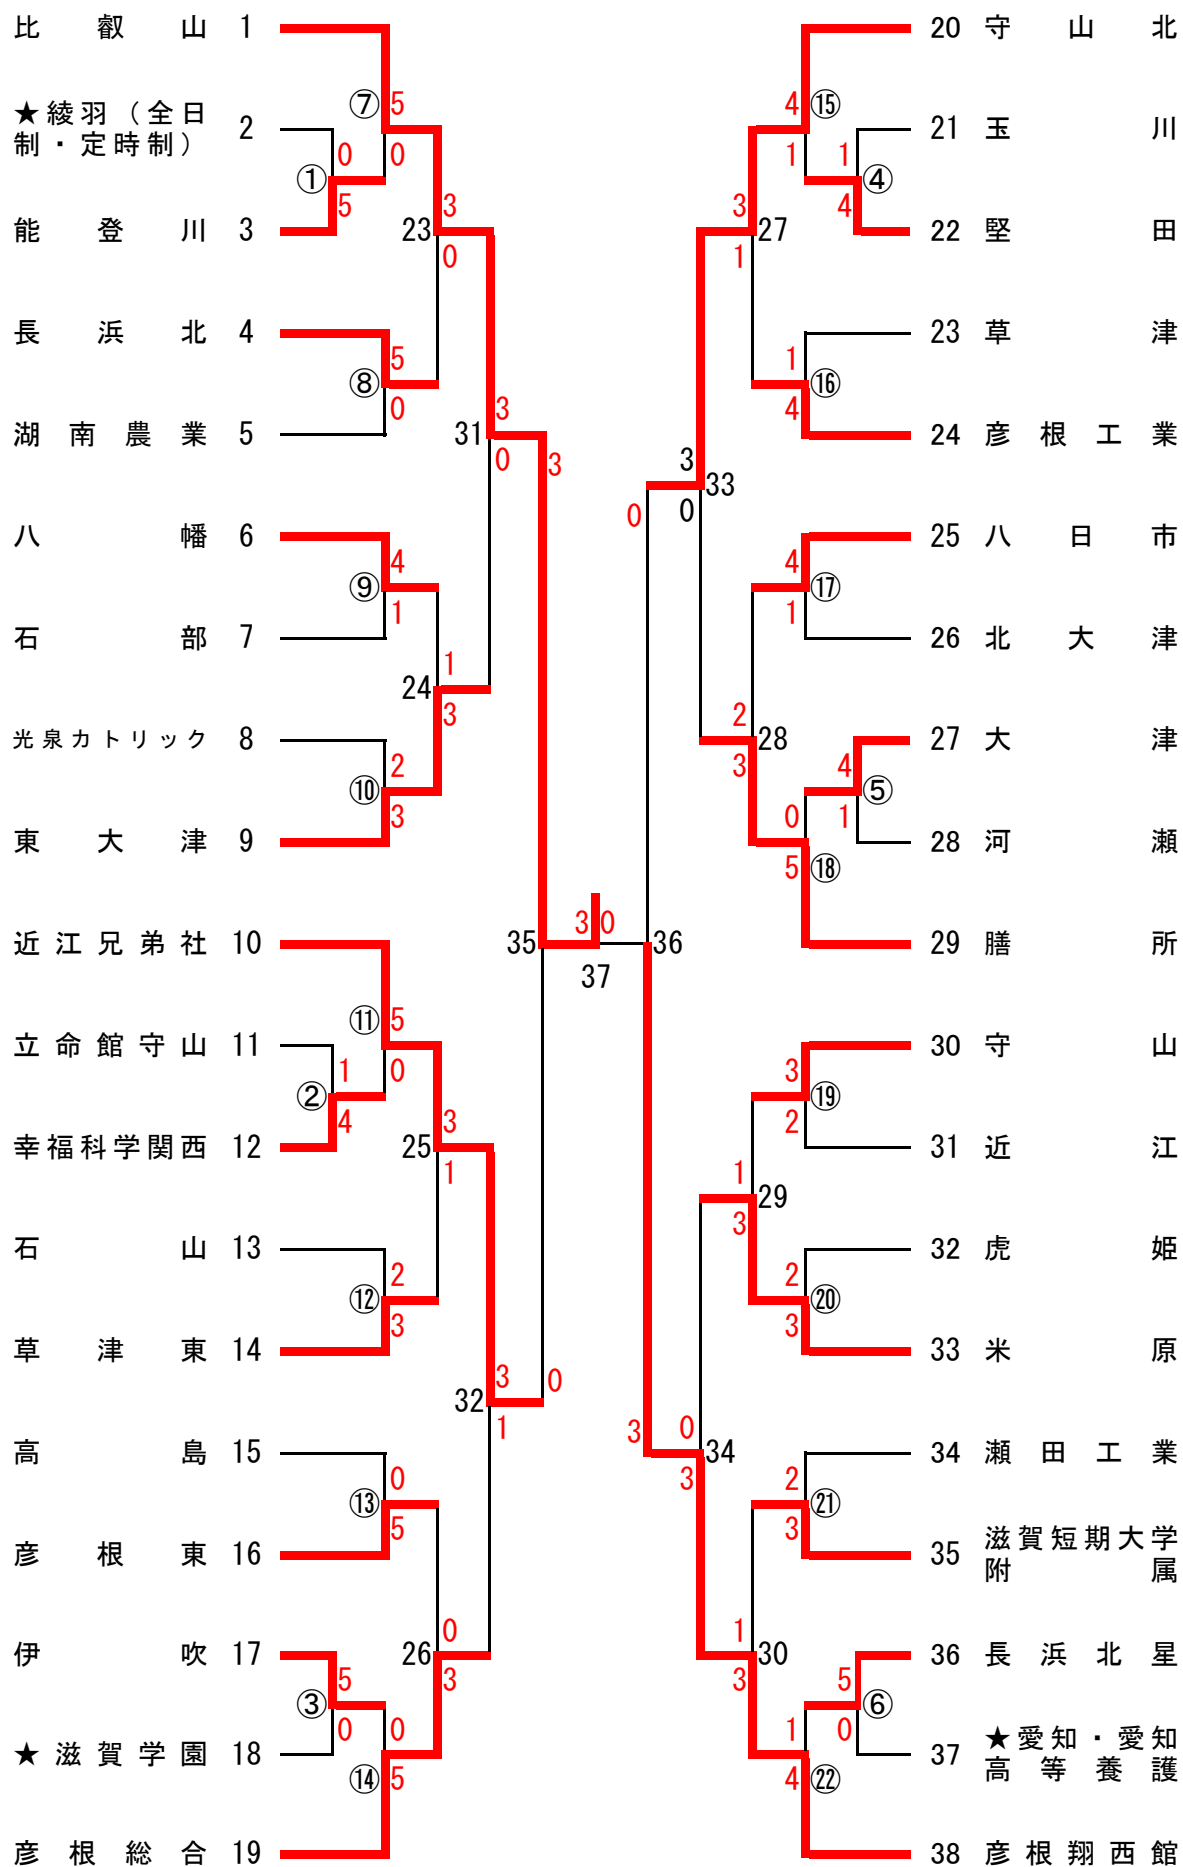 比叡山 1
★綾羽（全日
制・定時制） 2
能登川 3
長浜北 4
湖南農業 5
八幡 6
石部 7
光泉カトリック 8
東大津 9
近江兄弟社 10
立命館守山 11
幸福科学関西 12
石山 13
草津東 14
高島 15
彦根東 16
伊吹 17
★滋賀学園 18
彦根総合 19
⑦ 5
0
0
① 5
3
23
0
5
⑧ 0
3
31
0
3
4
⑨ 1
1
24
3
2
⑩ 3
35
3 0
37
36
⑪ 5
0
1
② 4
3
25
1
2
⑫ 3
3
32
1
0
0
⑬ 5
0
26
3
5
③ 0
0
⑭ 5
4 ⑮
1
1 ④
4
3 27
1
1 ⑯
4
3 33
0
0
4 ⑰
1
2 28
3
4 ⑤
1
0
5 ⑱
3 ⑲
2
1 29
3
2 ⑳
3
3
0 34
3
2 ㉑
3
1 30
3
5 ⑥
0
1
4 ㉒
20 守山北
21 玉川
22 堅田
23 草津
24 彦根工業
25 八日市
26 北大津
27 大津
28 河瀬
29 膳所
30 守山
31 近江
32 虎姫
33 米原
34 瀬田工業
35 滋賀短期大学
附属
36 長浜北星
37 ★愛知・愛知
高等養護
38 彦根翔西館